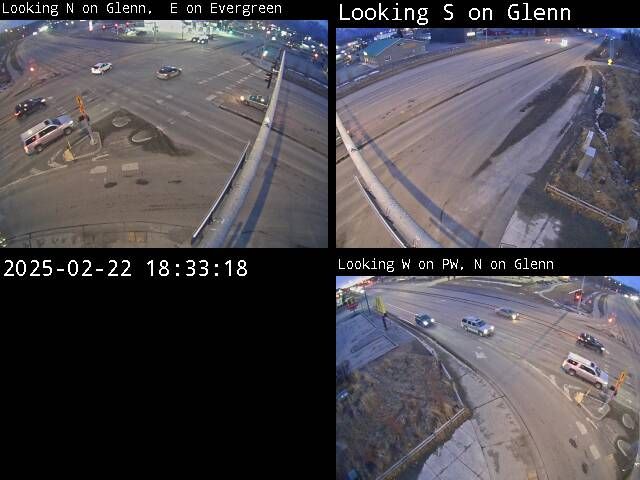 Looking N on Glenn,  E on Evergreen
Looking S on Glenn
2025-02-22 18:33:18
Looking W on PW, N on Glenn